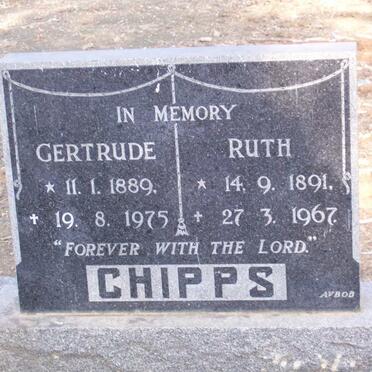 IN MEMORY
GERTRUDE RUTH
* 11. 1. 1889. * 14. 9. 1891.
✝ 19. 8. 1975 ✝ 27. 3. 1967.
"FOREVER WITH THE LORD."
CHIPPS
AVBOB